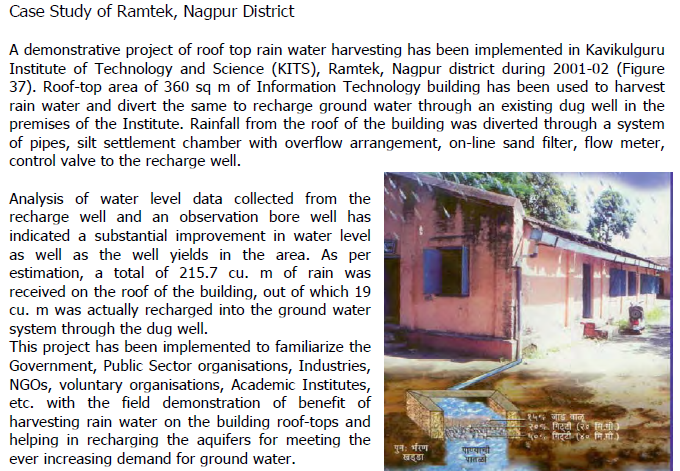 Case Study of Ramtek, Nagpur District
A demonstrative project of roof top rain water harvesting has been implemented in Kavikulguru
Institute of Technology and Science (KITS), Ramtek, Nagpur district during 2001-02 (Figure
37). Roof-top area of 360 sq m of Information Technology building has been used to harvest
rain water and divert the same to recharge ground water through an existing dug well in the
premises of the Institute. Rainfall from the roof of the building was diverted through a system
of pipes, silt settlement chamber with overflow arrangement, on-line sand filter, flow meter,
control valve to the recharge well.
Analysis of water level data collected from the
recharge well and an observation bore well has
indicated a substantial improvement in water level
as well as the well yields in the area. As per
estimation, a total of 215.7 cu. m of rain was
received on the roof of the building, out of which 19
cu. m was actually recharged into the ground water
system through the dug well.
This project has been implemented to familiarize the
Government, Public Sector organisations, Industries,
NGOs, voluntary organisations, Academic Institutes,
etc. with the field demonstration of benefit of
harvesting rain water on the building roof-tops and
helping in recharging the aquifers for meeting the
ever increasing demand for ground water.
१५% जाड वाळू
२०% गिट्टी (२० मि.मी.)
गिट्टी (४० मि.मी.)
पुनः भरण
खड्डा
पाण्याची
पातळी